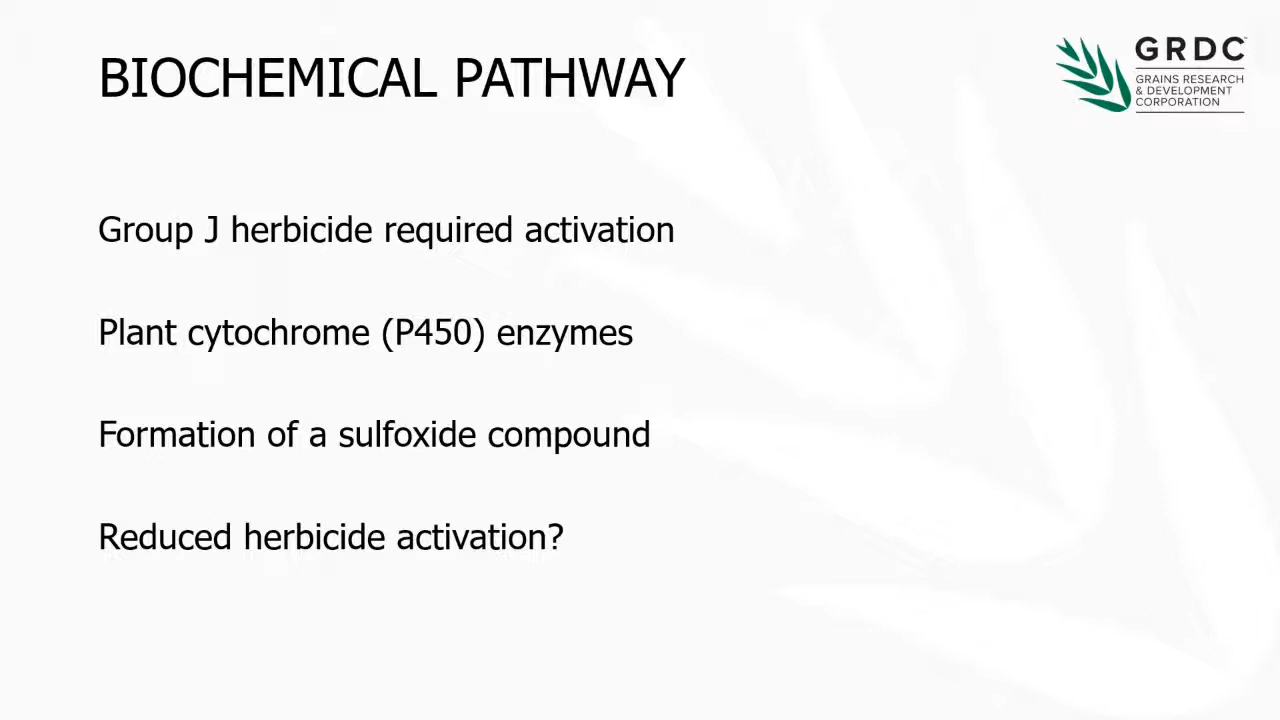 BIOCHEMICAL PATHWAY
GRDC™
GRAINS RESEARCH
& DEVELOPMENT
CORPORATION
Group J herbicide required activation
Plant cytochrome (P450) enzymes
Formation of a sulfoxide compound
Reduced herbicide activation?